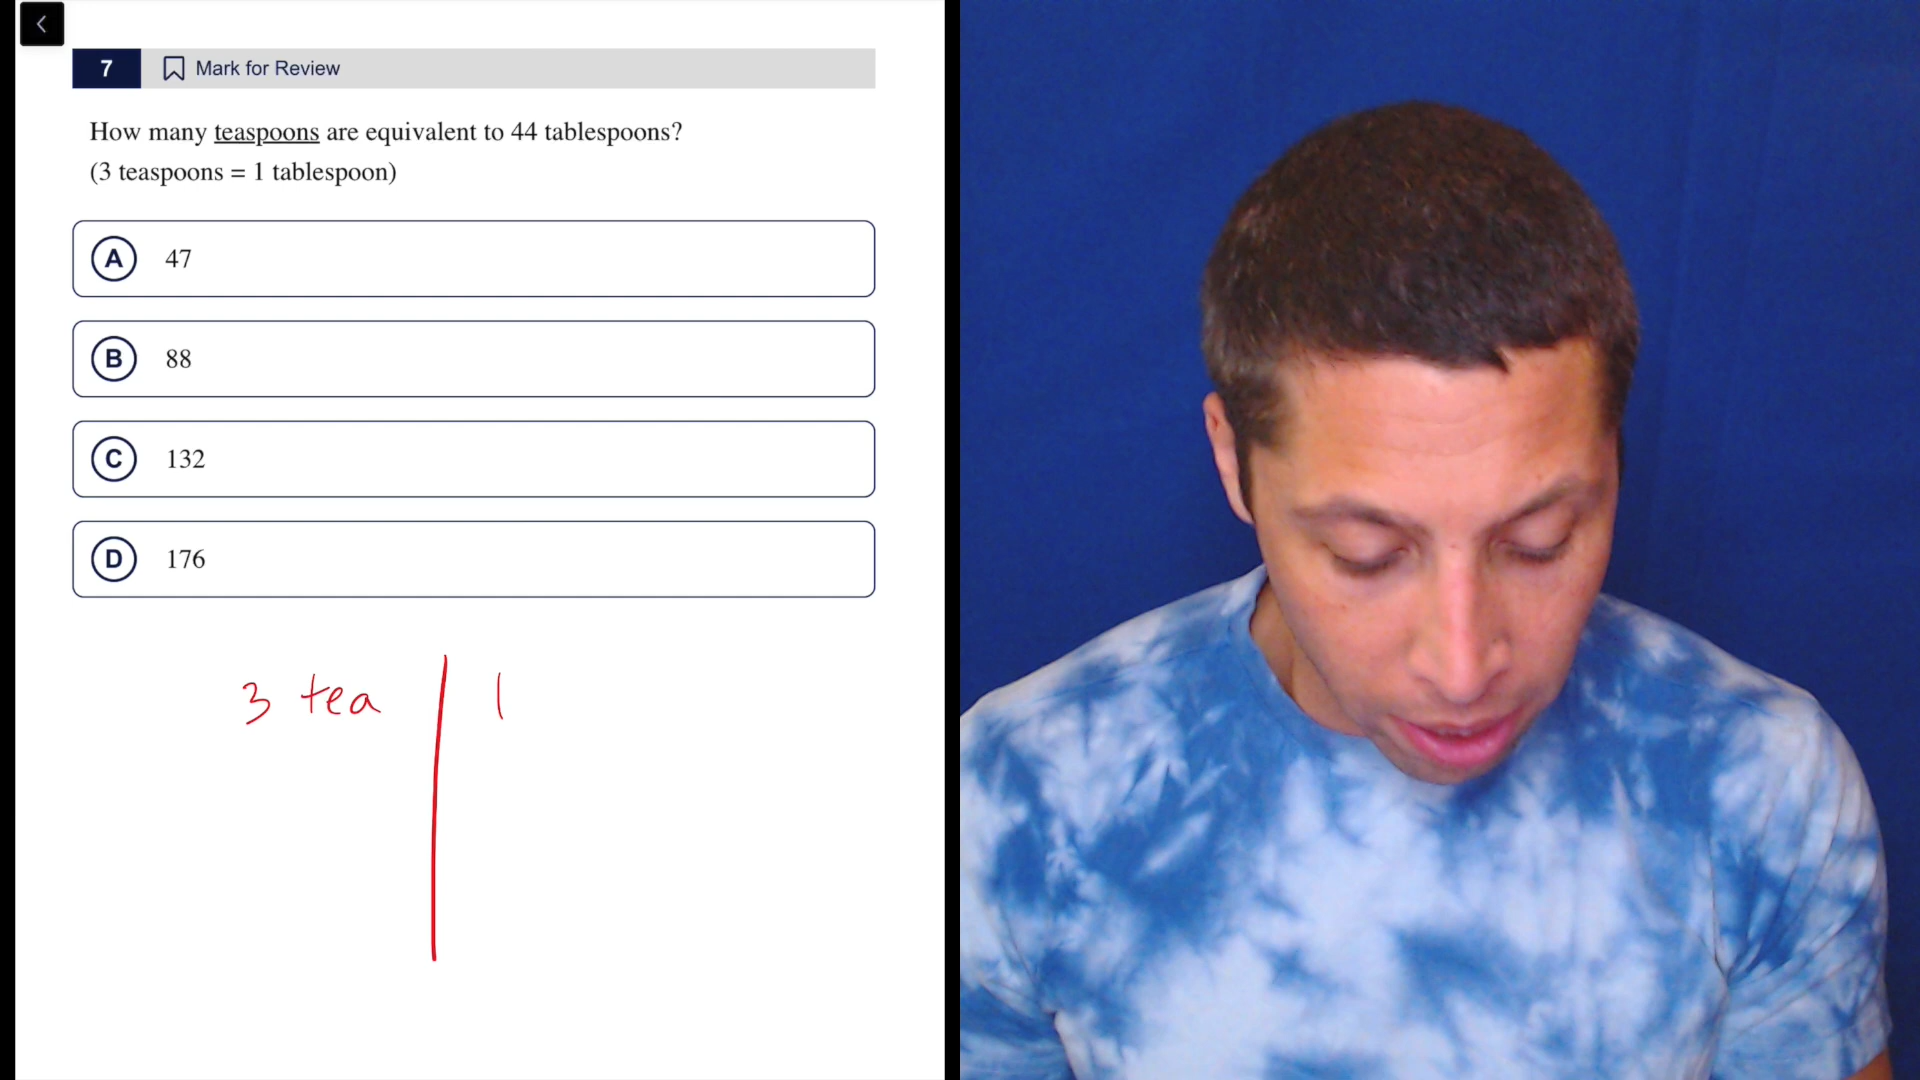 7 Mark for Review
How many teaspoons are equivalent to 44 tablespoons?
(3 teaspoons = 1 tablespoon)
A 47
B 88
C 132
D 176
3 tea | 1